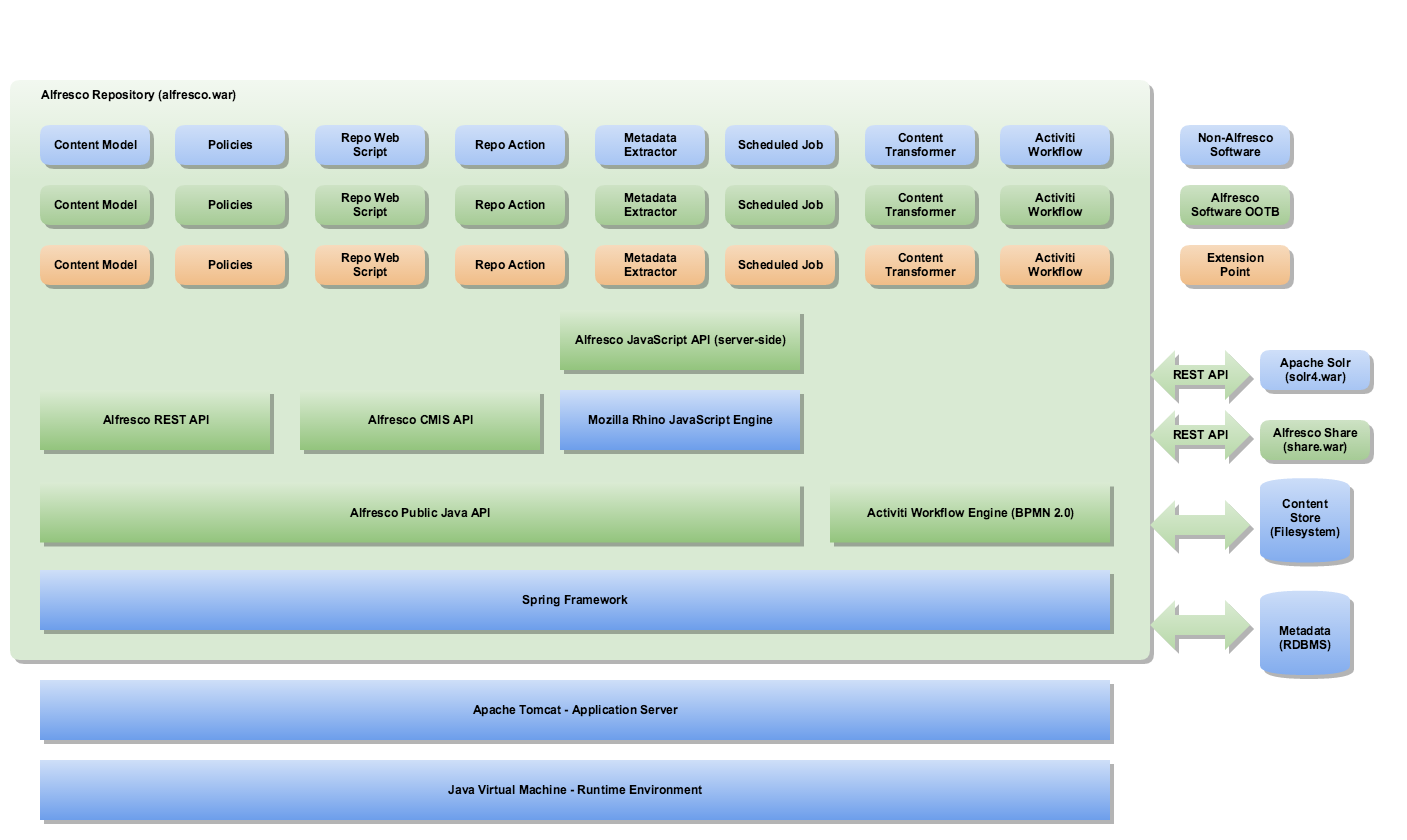 Alfresco Repository (alfresco.war)
Content Model
Policies
Repo Web
Script
Repo Action
Metadata
Extractor
Scheduled Job
Content
Transformer
Activiti
Workflow
Non-Alfresco
Software
Content Model
Policies
Repo Web
Script
Repo Action
Metadata
Extractor
Scheduled Job
Content
Transformer
Activiti
Workflow
Alfresco
Software OOTB
Content Model
Policies
Repo Web
Script
Repo Action
Metadata
Extractor
Scheduled Job
Content
Transformer
Activiti
Workflow
Extension
Point
Alfresco JavaScript API (server-side)
REST API
Apache Solr
(solr4.war)
Alfresco REST API
Alfresco CMIS API
Mozilla Rhino JavaScript Engine
REST API
Alfresco Share
(share.war)
Alfresco Public Java API
Activiti Workflow Engine (BPMN 2.0)
Content
Store
(Filesystem)
Spring Framework
Metadata
(RDBMS)
Apache Tomcat - Application Server
Java Virtual Machine - Runtime Environment